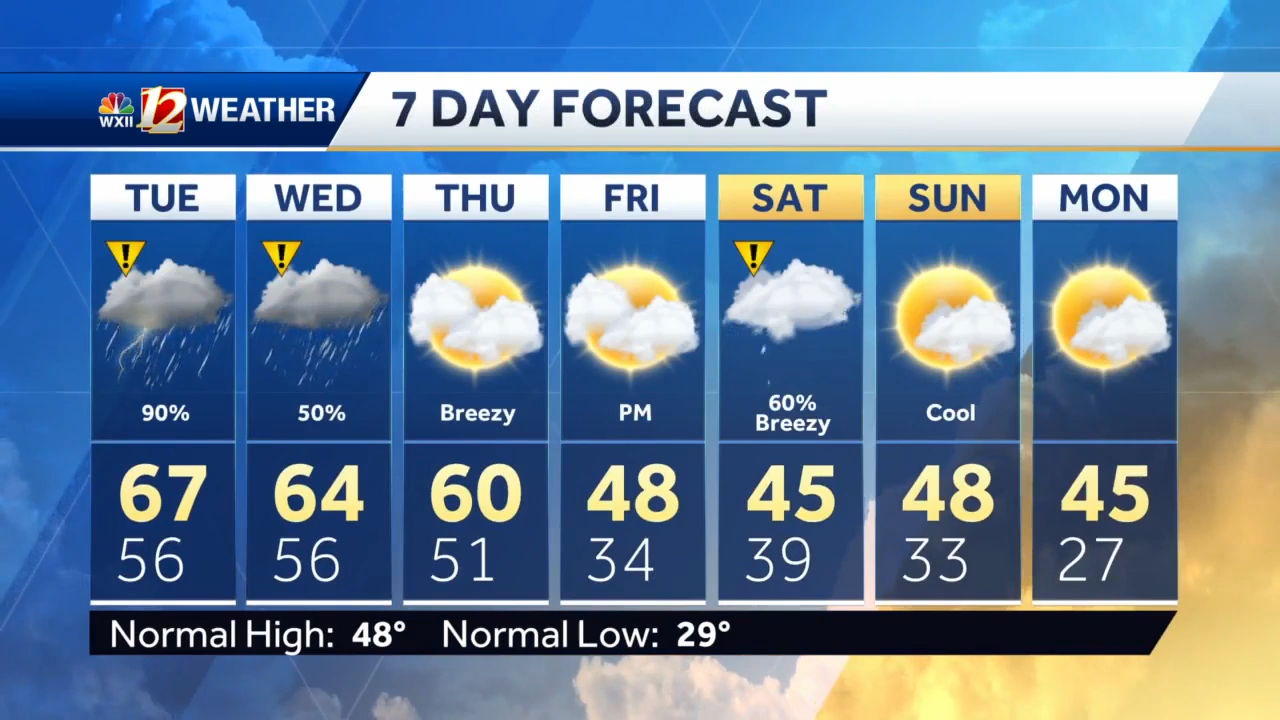 WXII 12 WEATHER
7 DAY FORECAST
TUE WED THU FRI SAT SUN MON
! ! !
90% 50% Breezy PM 60% Breezy Cool
67 64 60 48 45 48 45
56 56 51 34 39 33 27
Normal High: 48° Normal Low: 29°